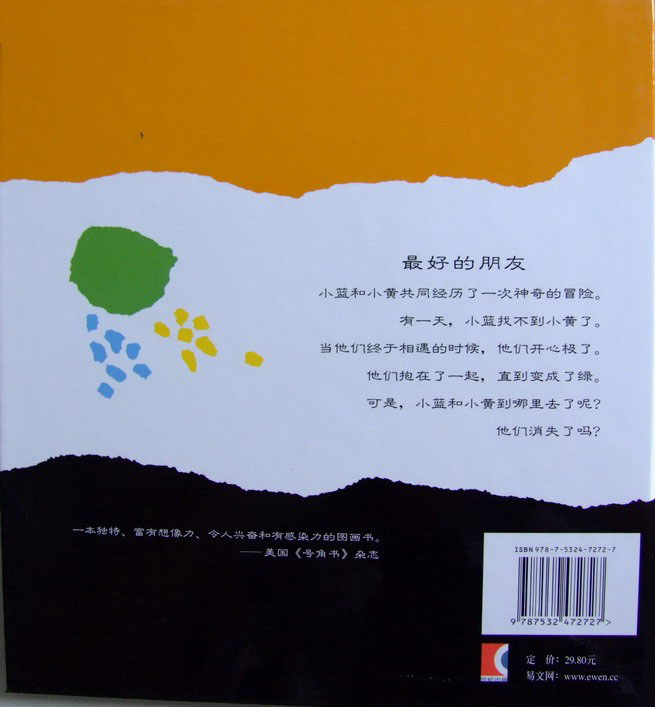 最好的朋友
小蓝和小黄共同经历了一次神奇的冒险。
有一天，小蓝找不到小黄了。
当他们终于相遇的时候，他们开心极了。
他们抱在了一起，直到变成了绿。
可是，小蓝和小黄到哪里去了呢？
他们消失了吗？
一本独特、富有想像力、令人兴奋和有感染力的图画书。
——美国《号角书》杂志
ISBN 978-7-5324-7272-7
9 787532 472727 >
定 价：29.80元
易文网：www.ewen.cc